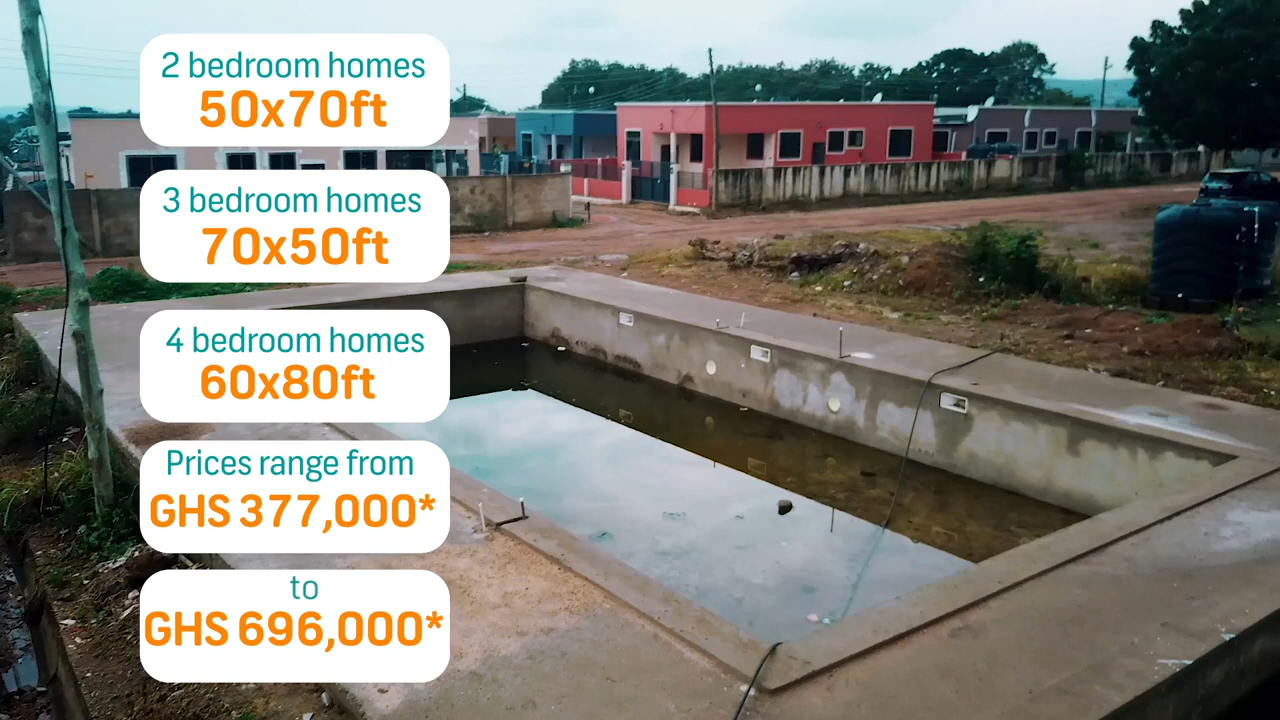 2 bedroom homes
50x70ft
3 bedroom homes
70x50ft
4 bedroom homes
60x80ft
Prices range from
GHS 377,000*
to
GHS 696,000*